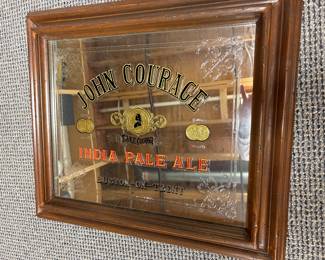 JOHN COURAGE
INDIA PALE ALE
BURTON-ON-TRENT